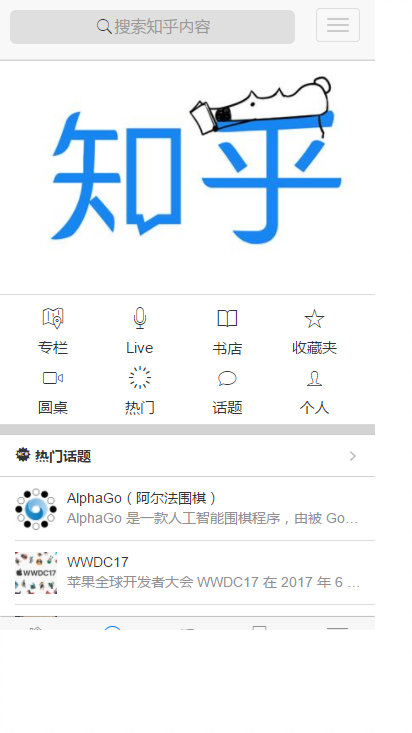 搜索知乎内容
知乎
专栏 Live 书店 收藏夹
圆桌 热门 话题 个人
热门话题
AlphaGo（阿尔法围棋）
AlphaGo 是一款人工智能围棋程序，由被 Go...
WWDC17
苹果全球开发者大会 WWDC17 在 2017 年 6 ...
WWDC17